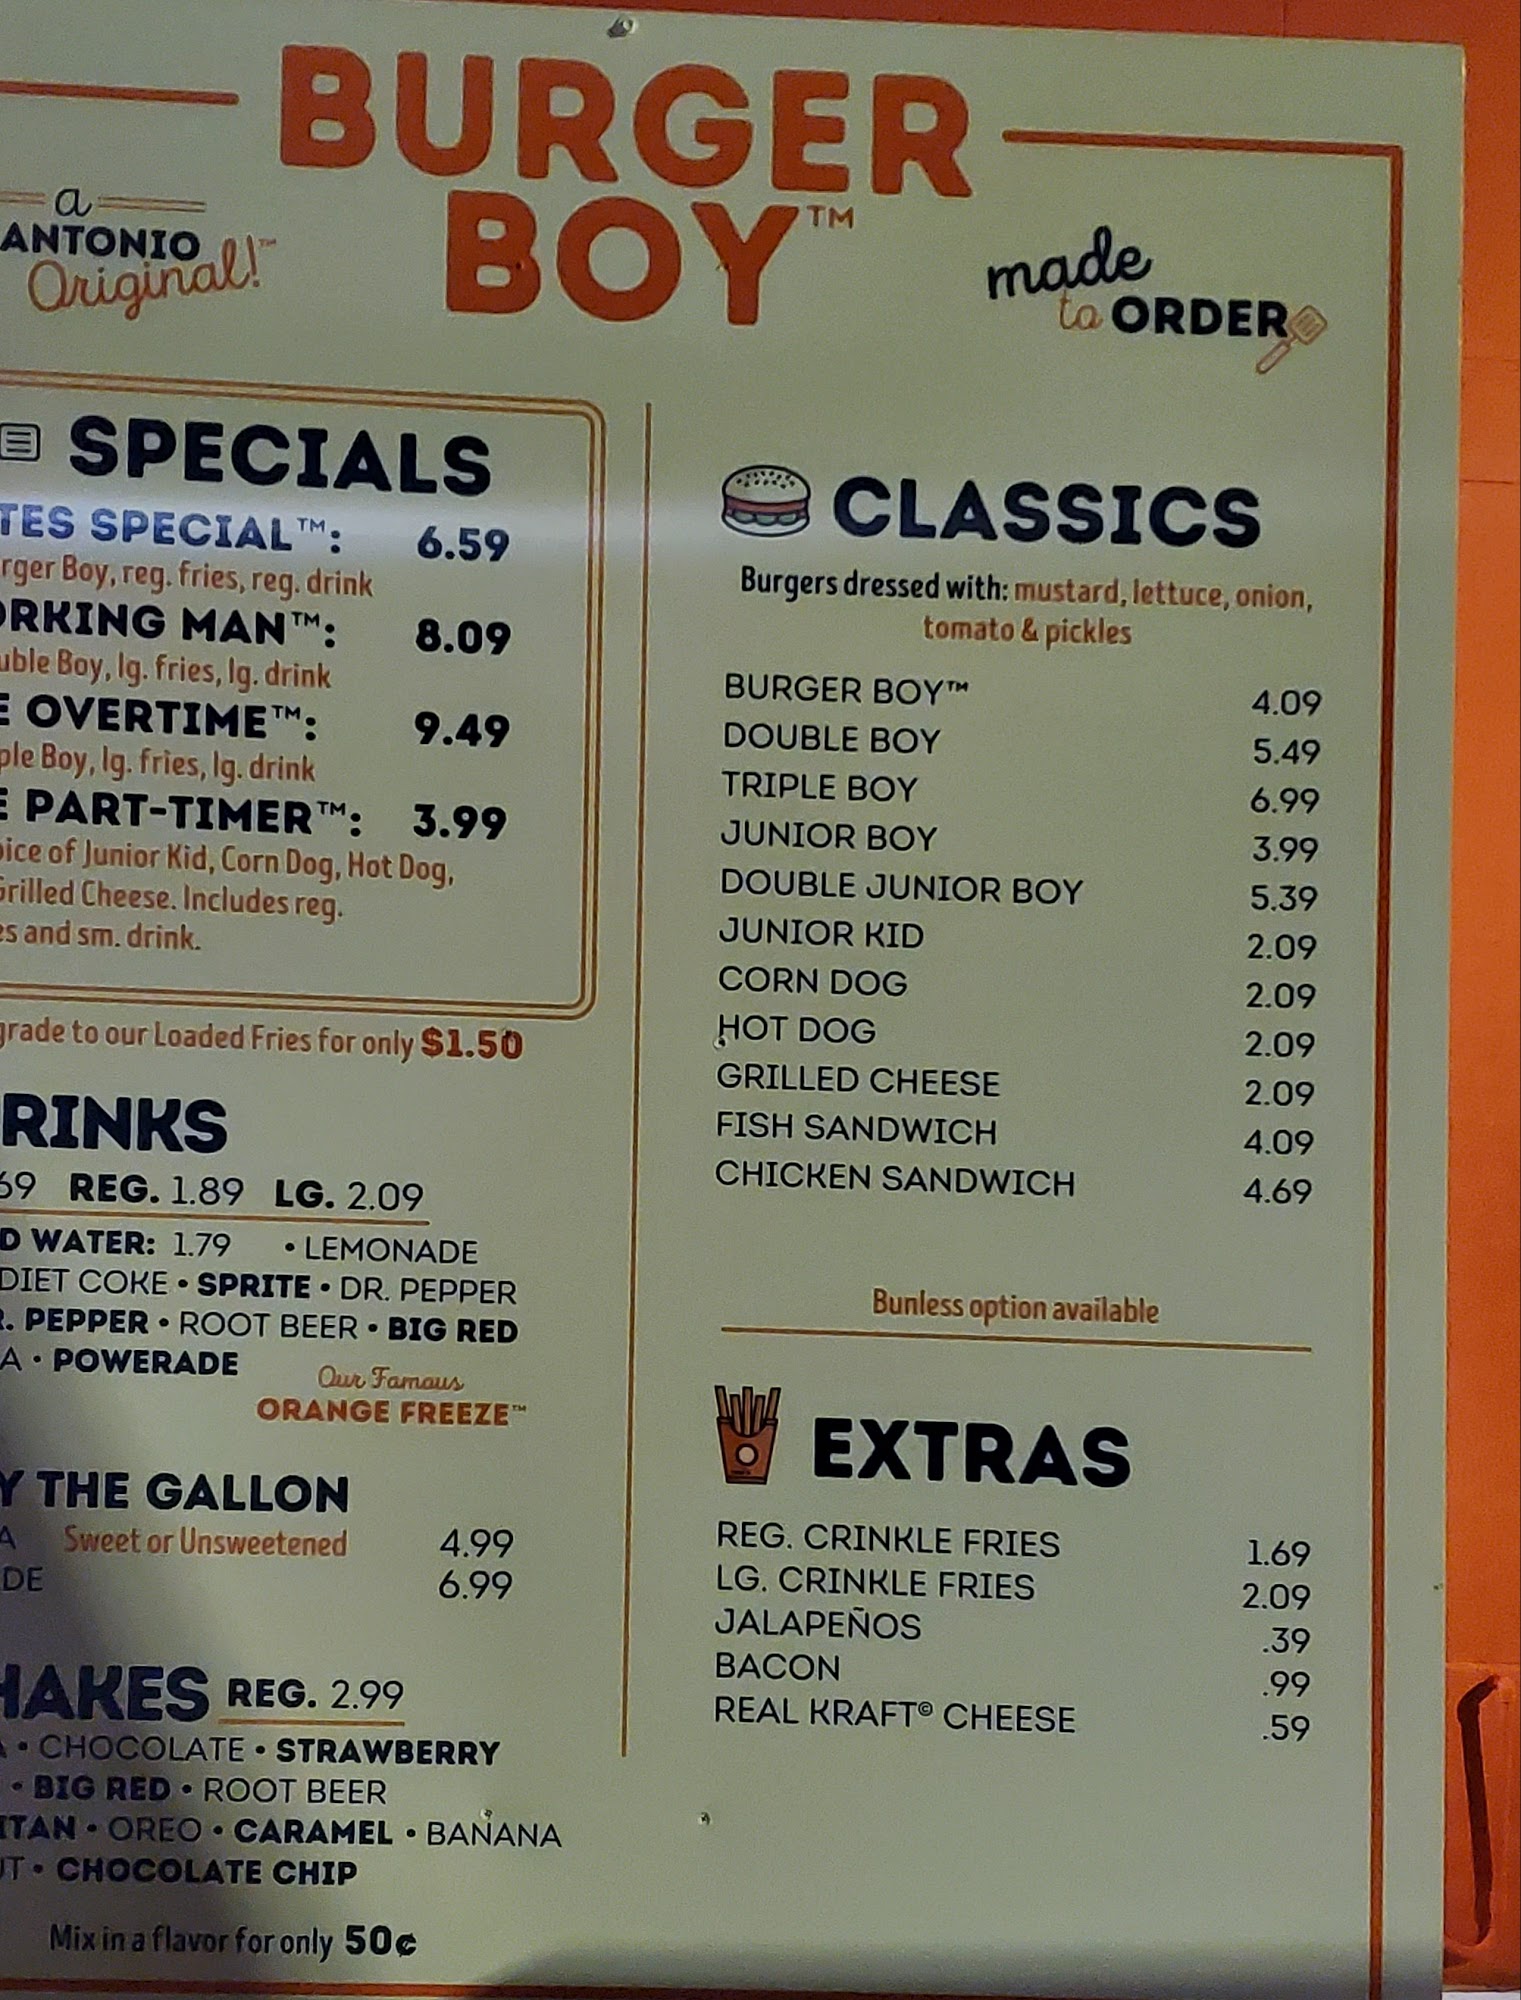 BURGER
BOY™
a
ANTONIO
Original!™
made
to ORDER
SPECIALS
TES SPECIAL™: 6.59
rger Boy, reg. fries, reg. drink
ORKING MAN™: 8.09
uble Boy, lg. fries, lg. drink
E OVERTIME™: 9.49
ple Boy, lg. fries, lg. drink
E PART-TIMER™: 3.99
oice of Junior Kid, Corn Dog, Hot Dog,
Grilled Cheese. Includes reg.
es and sm. drink.
grade to our Loaded Fries for only $1.50
RINKS
69 REG. 1.89 LG. 2.09
D WATER: 1.79 • LEMONADE
DIET COKE • SPRITE • DR. PEPPER
R. PEPPER • ROOT BEER • BIG RED
A • POWERADE
Our Famous
ORANGE FREEZE™
Y THE GALLON
A Sweet or Unsweetened 4.99
DE 6.99
HAKES REG. 2.99
A • CHOCOLATE • STRAWBERRY
• BIG RED • ROOT BEER
ITAN • OREO • CARAMEL • BANANA
UT • CHOCOLATE CHIP
Mix in a flavor for only 50¢
CLASSICS
Burgers dressed with: mustard, lettuce, onion,
tomato & pickles
BURGER BOY™ 4.09
DOUBLE BOY 5.49
TRIPLE BOY 6.99
JUNIOR BOY 3.99
DOUBLE JUNIOR BOY 5.39
JUNIOR KID 2.09
CORN DOG 2.09
HOT DOG 2.09
GRILLED CHEESE 2.09
FISH SANDWICH 4.09
CHICKEN SANDWICH 4.69
Bunless option available
EXTRAS
REG. CRINKLE FRIES 1.69
LG. CRINKLE FRIES 2.09
JALAPEÑOS .39
BACON .99
REAL KRAFT© CHEESE .59